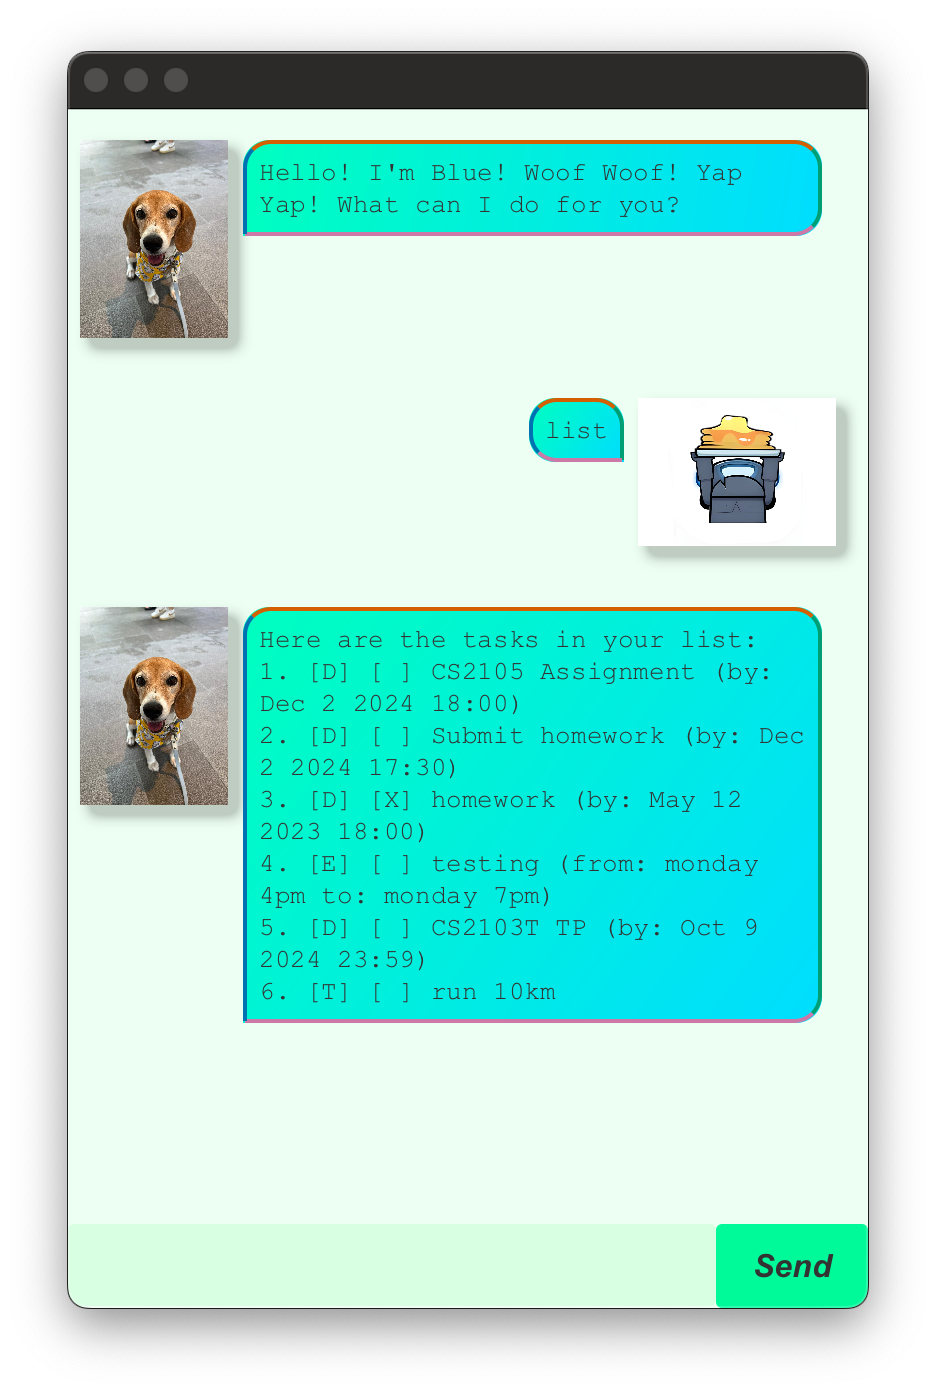 Hello! I'm Blue! Woof Woof! Yap
Yap! What can I do for you?
list
Here are the tasks in your list:
1. [D] [ ] CS2105 Assignment (by:
Dec 2 2024 18:00)
2. [D] [ ] Submit homework (by: Dec
2 2024 17:30)
3. [D] [X] homework (by: May 12
2023 18:00)
4. [E] [ ] testing (from: monday
4pm to: monday 7pm)
5. [D] [ ] CS2103T TP (by: Oct 9
2024 23:59)
6. [T] [ ] run 10km
Send